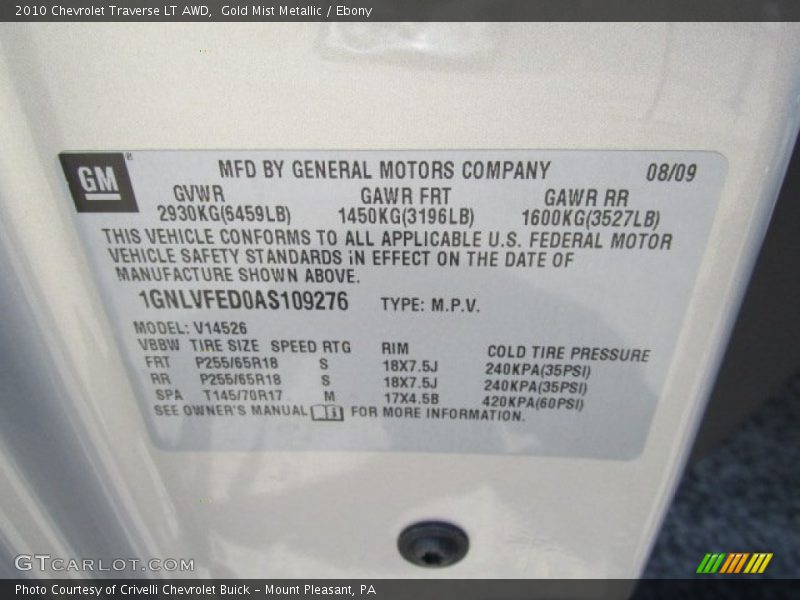 2010 Chevrolet Traverse LT AWD,  Gold Mist Metallic / Ebony
GM
MFD BY GENERAL MOTORS COMPANY 08/09
GVWR GAWR FRT GAWR RR
2930KG(6459LB) 1450KG(3196LB) 1600KG(3527LB)
THIS VEHICLE CONFORMS TO ALL APPLICABLE U.S. FEDERAL MOTOR
VEHICLE SAFETY STANDARDS IN EFFECT ON THE DATE OF
MANUFACTURE SHOWN ABOVE.
1GNLVFED0AS109276 TYPE: M.P.V.
MODEL: V14526
VBBW TIRE SIZE SPEED RTG RIM COLD TIRE PRESSURE
FRT P255/65R18 S 18X7.5J 240KPA(35PSI)
RR P255/65R18 S 18X7.5J 240KPA(35PSI)
SPA T145/70R17 M 17X4.5B 420KPA(60PSI)
SEE OWNER'S MANUAL FOR MORE INFORMATION.
GTCARLOT.COM
Photo Courtesy of Crivelli Chevrolet Buick - Mount Pleasant, PA